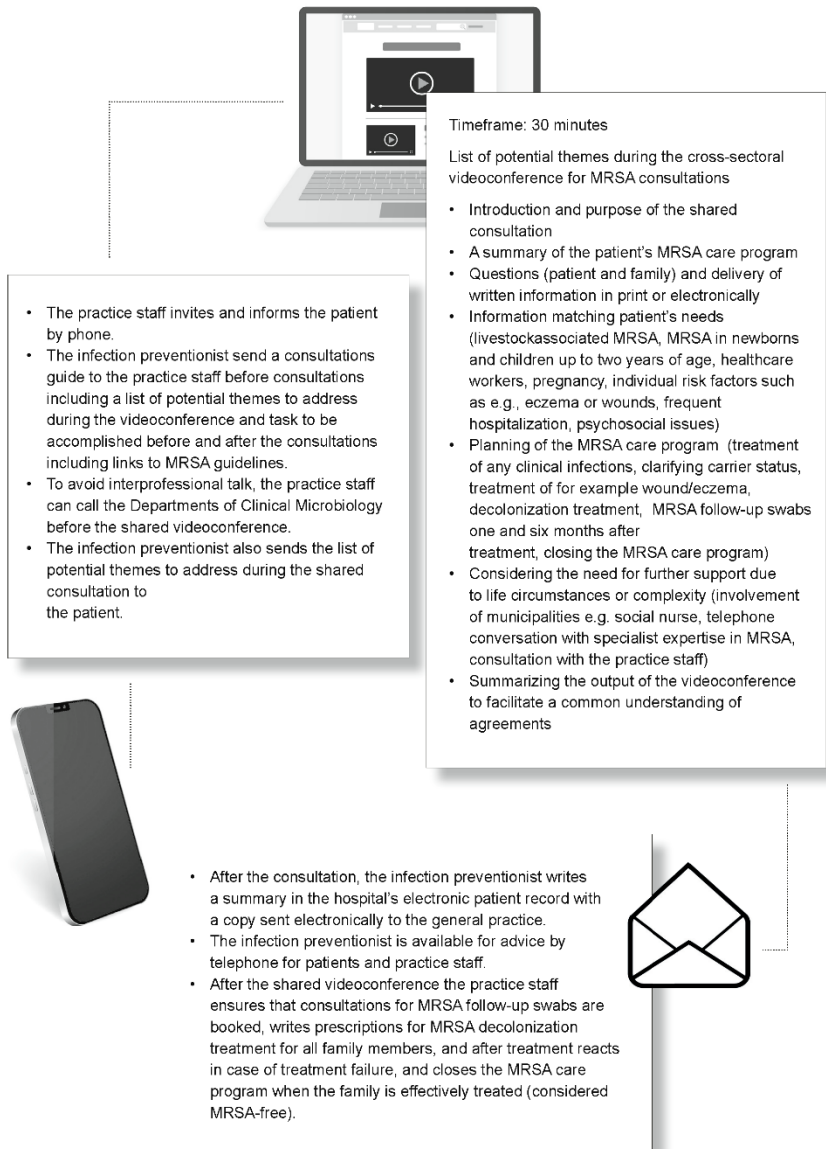 Timeframe: 30 minutes
List of potential themes during the cross-sectoral
videoconference for MRSA consultations
• Introduction and purpose of the shared
consultation
• A summary of the patient's MRSA care program
• Questions (patient and family) and delivery of
written information in print or electronically
• Information matching patient's needs
(livestockassociated MRSA, MRSA in newborns
and children up to two years of age, healthcare
workers, pregnancy, individual risk factors such
as e.g., eczema or wounds, frequent
hospitalization, psychosocial issues)
• Planning of the MRSA care program (treatment
of any clinical infections, clarifying carrier status,
treatment of for example wound/eczema,
decolonization treatment, MRSA follow-up swabs
one and six months after
treatment, closing the MRSA care program)
• Considering the need for further support due
to life circumstances or complexity (involvement
of municipalities e.g. social nurse, telephone
conversation with specialist expertise in MRSA,
consultation with the practice staff)
• Summarizing the output of the videoconference
to facilitate a common understanding of
agreements
• The practice staff invites and informs the patient
by phone.
• The infection preventionist send a consultations
guide to the practice staff before consultations
including a list of potential themes to address
during the videoconference and task to be
accomplished before and after the consultations
including links to MRSA guidelines.
• To avoid interprofessional talk, the practice staff
can call the Departments of Clinical Microbiology
before the shared videoconference.
• The infection preventionist also sends the list of
potential themes to address during the shared
consultation to
the patient.
• After the consultation, the infection preventionist writes
a summary in the hospital's electronic patient record with
a copy sent electronically to the general practice.
• The infection preventionist is available for advice by
telephone for patients and practice staff.
• After the shared videoconference the practice staff
ensures that consultations for MRSA follow-up swabs are
booked, writes prescriptions for MRSA decolonization
treatment for all family members, and after treatment reacts
in case of treatment failure, and closes the MRSA care
program when the family is effectively treated (considered
MRSA-free).